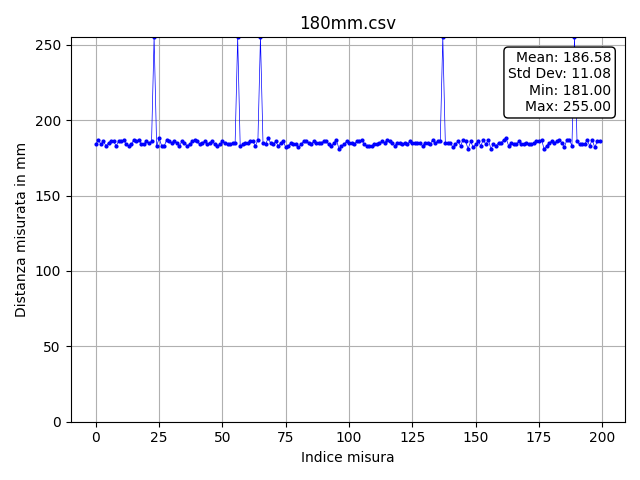 180mm.csv
Mean: 186.58
Std Dev: 11.08
Min: 181.00
Max: 255.00
Distanza misurata in mm
250
200
150
100
50
0
0 25 50 75 100 125 150 175 200
Indice misura